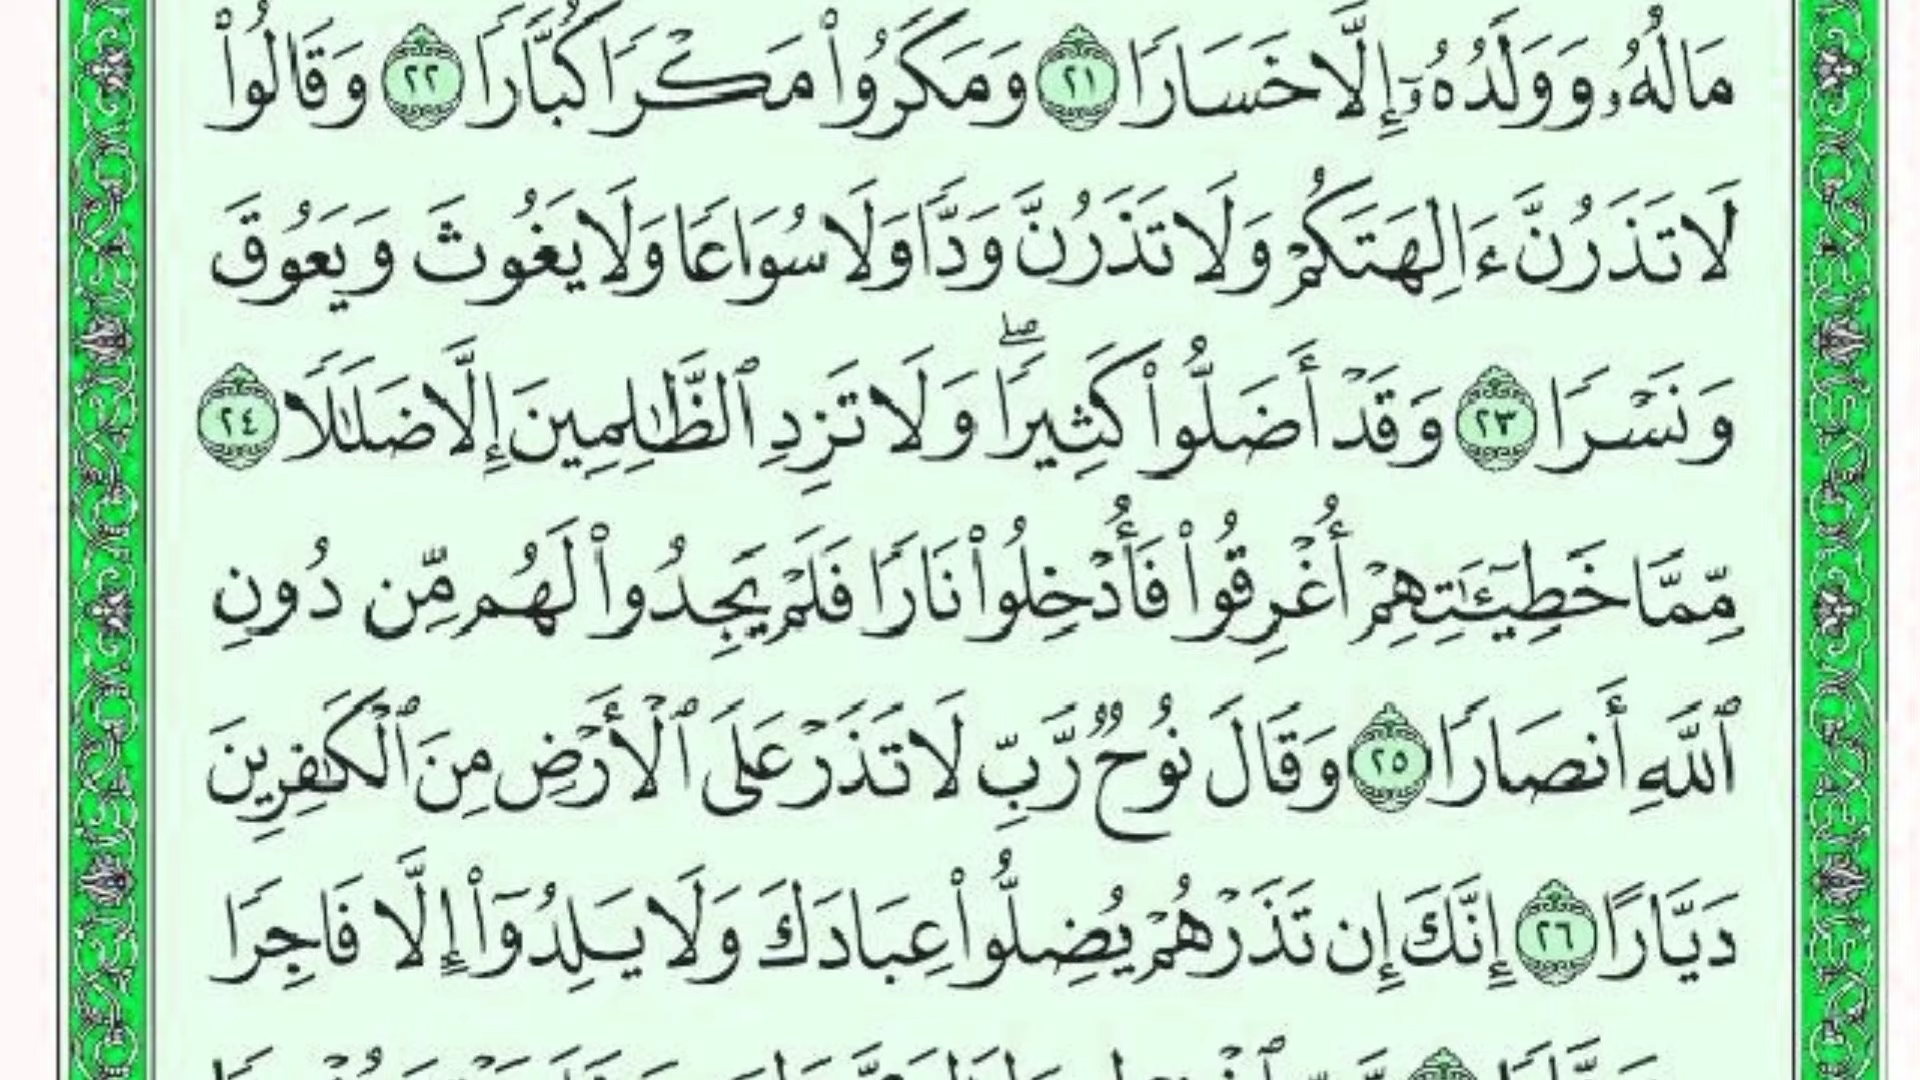 مَالُهُۥ وَوَلَدُهُۥٓ إِلَّا خَسَارًا ٢١ وَمَكَرُوا۟ مَكْرًا كُبَّارًا ٢٢ وَقَالُوا۟
لَا تَذَرُنَّ ءَالِهَتَكُمْ وَلَا تَذَرُنَّ وَدًّا وَلَا سُوَاعًا وَلَا يَغُوثَ وَيَعُوقَ
وَنَسْرًا ٢٣ وَقَدْ أَضَلُّوا۟ كَثِيرًا ۖ وَلَا تَزِدِ ٱلظَّٰلِمِينَ إِلَّا ضَلَٰلًا ٢٤
مِّمَّا خَطِيٓـَٰٔتِهِمْ أُغْرِقُوا۟ فَأُدْخِلُوا۟ نَارًا فَلَمْ يَجِدُوا۟ لَهُم مِّن دُونِ
ٱللَّهِ أَنصَارًا ٢٥ وَقَالَ نُوحٌ رَّبِّ لَا تَذَرْ عَلَى ٱلْأَرْضِ مِنَ ٱلْكَٰفِرِينَ
دَيَّارًا ٢٦ إِنَّكَ إِن تَذَرْهُمْ يُضِلُّوا۟ عِبَادَكَ وَلَا يَلِدُوٓا۟ إِلَّا فَاجِرًا